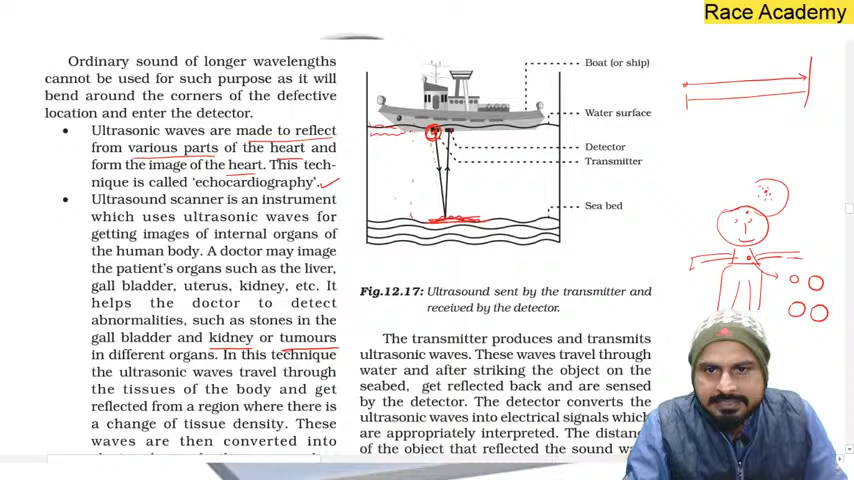 Race Academy
Ordinary sound of longer wavelengths
cannot be used for such purpose as it will
bend around the corners of the defective
location and enter the detector.
• Ultrasonic waves are made to reflect
from various parts of the heart and
form the image of the heart. This tech-
nique is called ‘echocardiography’.
• Ultrasound scanner is an instrument
which uses ultrasonic waves for
getting images of internal organs of
the human body. A doctor may image
the patient's organs such as the liver,
gall bladder, uterus, kidney, etc. It
helps the doctor to detect
abnormalities, such as stones in the
gall bladder and kidney or tumours
in different organs. In this technique
the ultrasonic waves travel through
the tissues of the body and get
reflected from a region where there is
a change of tissue density. These
waves are then converted into
Boat (or ship)
Water surface
Detector
Transmitter
Sea bed
Fig.12.17: Ultrasound sent by the transmitter and
received by the detector.
The transmitter produces and transmits
ultrasonic waves. These waves travel through
water and after striking the object on the
seabed, get reflected back and are sensed
by the detector. The detector converts the
ultrasonic waves into electrical signals which
are appropriately interpreted. The distan
of the object that reflected the sound